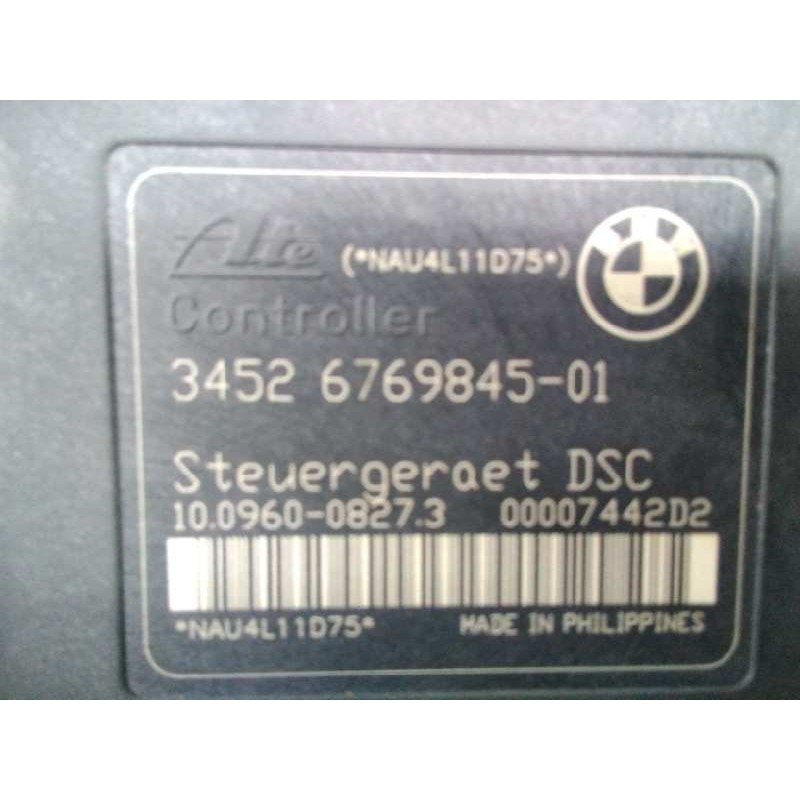 Ate (*NAU4L11D75*)
Controller
3452 6769845-01
Steuergeraet DSC
10.0960-0827.3 00007442D2
*NAU4L11D75* MADE IN PHILIPPINES